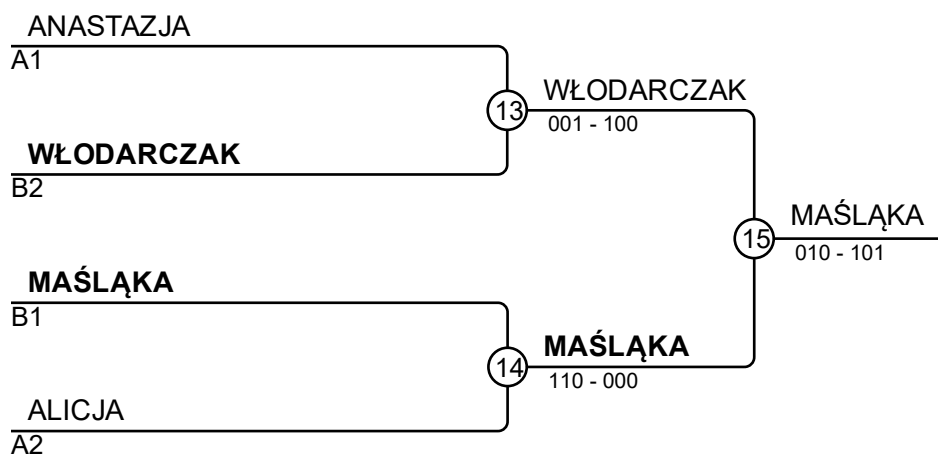 ANASTAZJA
A1
13
WŁODARCZAK
001 - 100
WŁODARCZAK
B2
15
MAŚLĄKA
010 - 101
MAŚLĄKA
B1
14
MAŚLĄKA
110 - 000
ALICJA
A2